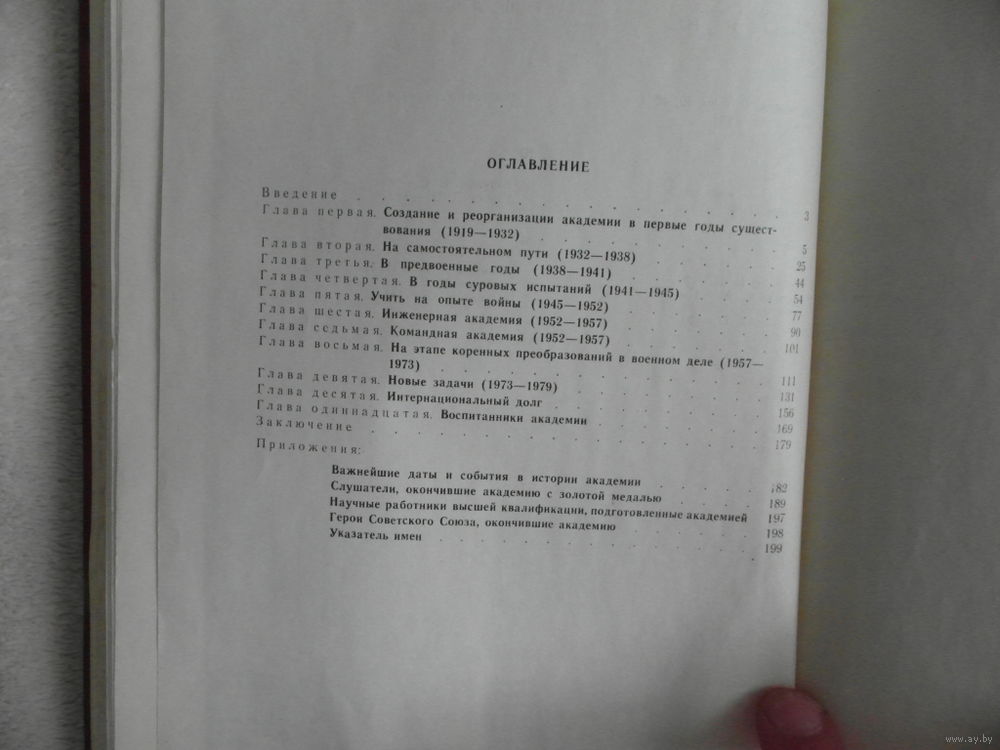 ОГЛАВЛЕНИЕ
Введение . . . . . . . . . . . . . . . . . . . . 3
Глава первая. Создание и реорганизации академии в первые годы сущест-
вования (1919—1932) . . . . . . . . . . . . 5
Глава вторая. На самостоятельном пути (1932—1938) . . . . . . . . 25
Глава третья. В предвоенные годы (1938—1941) . . . . . . . . 44
Глава четвертая. В годы суровых испытаний (1941—1945) . . . . . . 54
Глава пятая. Учить на опыте войны (1945—1952) . . . . . . . . 77
Глава шестая. Инженерная академия (1952—1957) . . . . . . . . 90
Глава седьмая. Командная академия (1952—1957) . . . . . . . . 101
Глава восьмая. На этапе коренных преобразований в военном деле (1957—
1973) . . . . . . . . . . . . . . . . 111
Глава девятая. Новые задачи (1973—1979) . . . . . . . . . . 131
Глава десятая. Интернациональный долг . . . . . . . . . . 156
Глава одиннадцатая. Воспитанники академии . . . . . . . . 169
Заключение . . . . . . . . . . . . . . . . . . . 179
Приложения:
Важнейшие даты и события в истории академии . . . . . . 182
Слушатели, окончившие академию с золотой медалью . . . . . 189
Научные работники высшей квалификации, подготовленные академией 197
Герои Советского Союза, окончившие академию . . . . . . 198
Указатель имен . . . . . . . . . . . . . . . . 199
www.ay.by